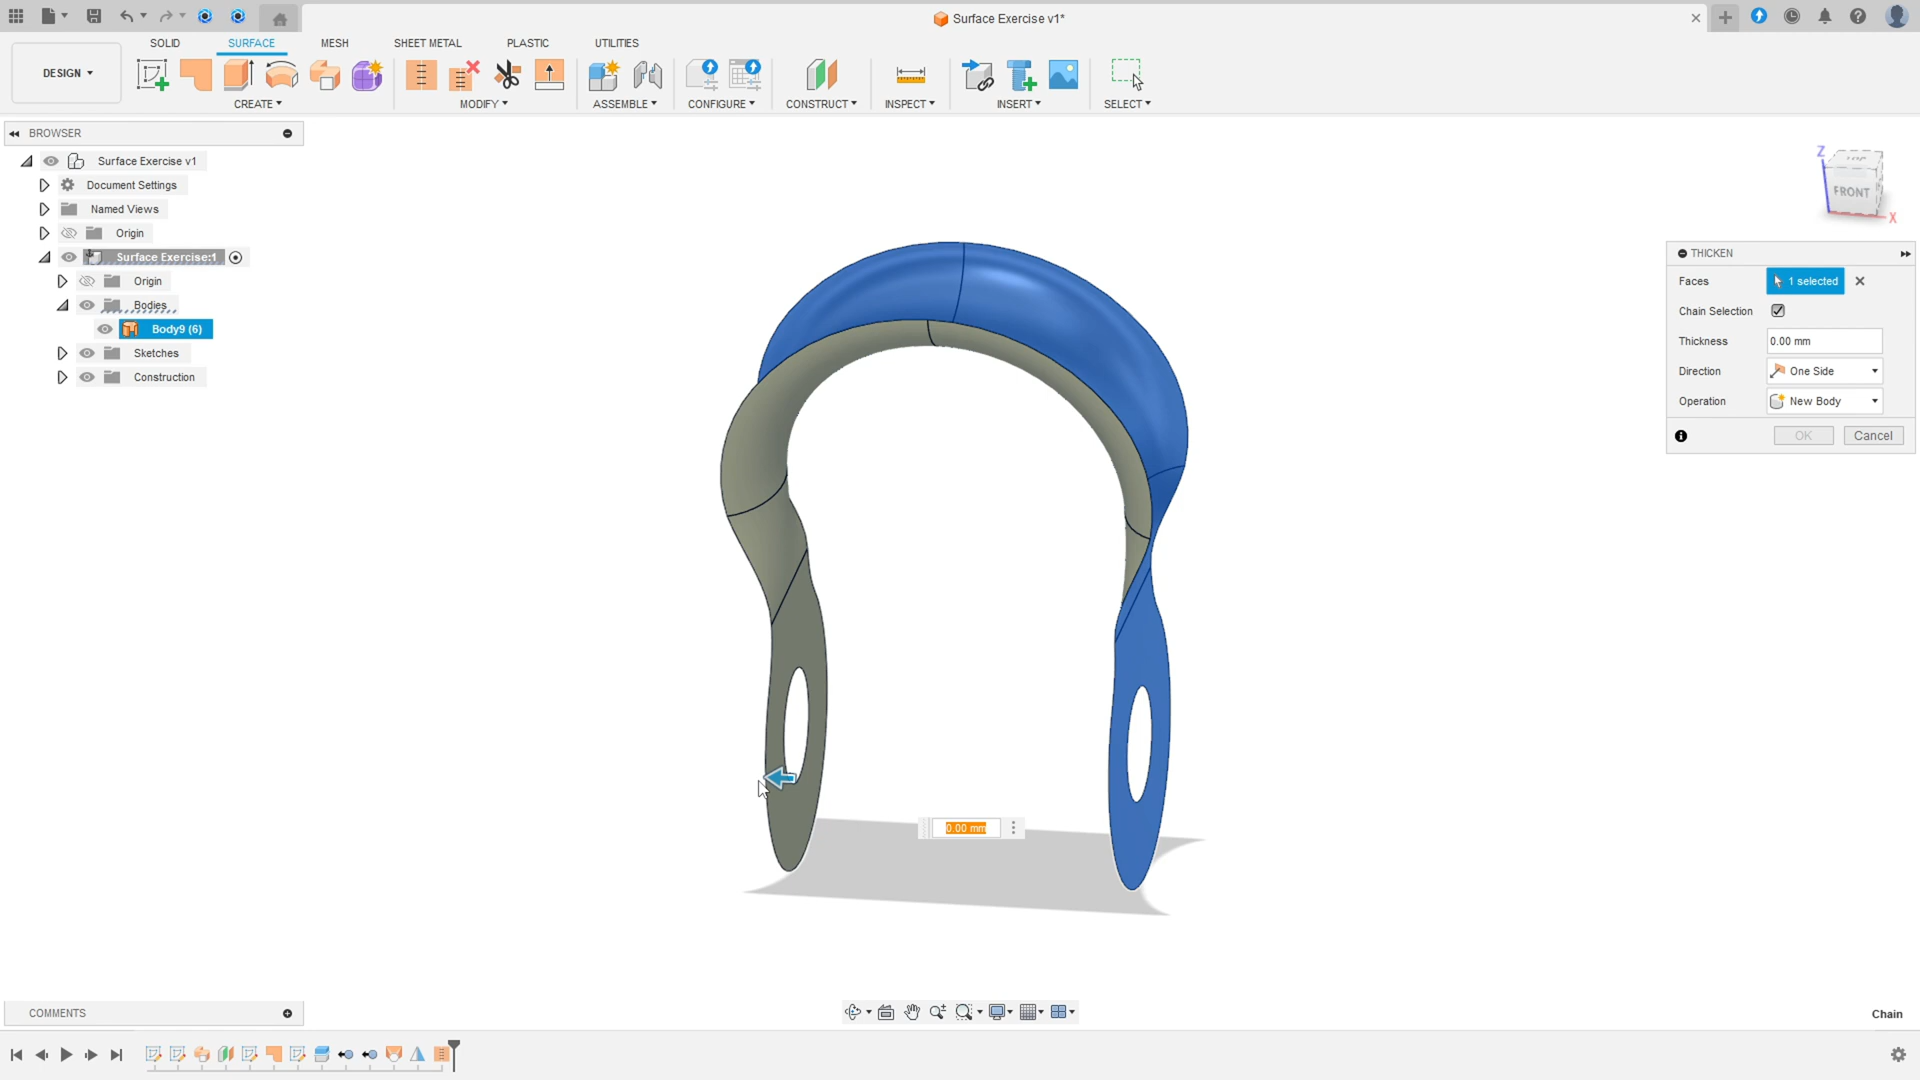 Surface Exercise v1*
SOLID SURFACE MESH SHEET METAL PLASTIC UTILITIES
DESIGN
CREATE MODIFY ASSEMBLE CONFIGURE CONSTRUCT INSPECT INSERT SELECT
BROWSER
Surface Exercise v1
Document Settings
Named Views
Origin
Surface Exercise:1
Origin
Bodies
Body9 (6)
Sketches
Construction
Z
TOP
FRONT
X
THICKEN
Faces 1 selected
Chain Selection
Thickness 0.00 mm
Direction One Side
Operation New Body
OK Cancel
0.00 mm
COMMENTS
Chain